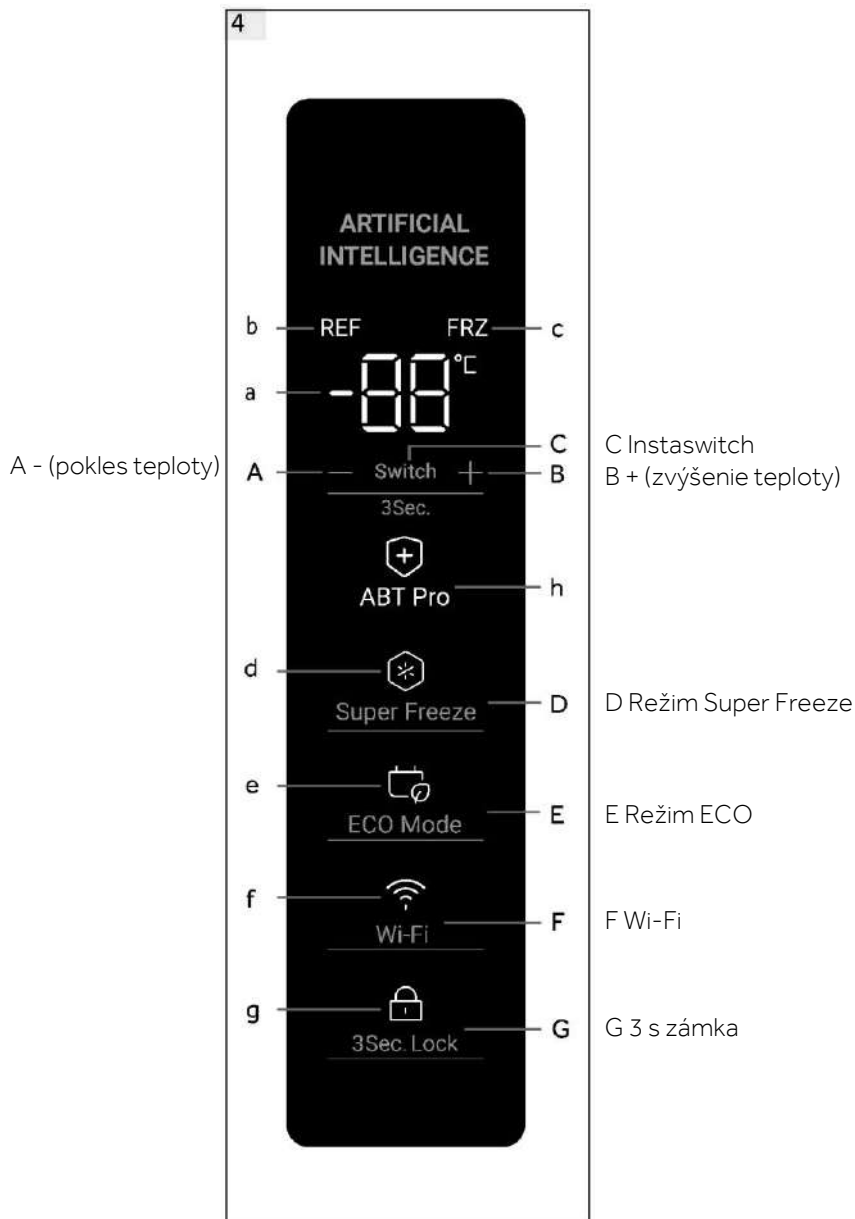 4
ARTIFICIAL
INTELLIGENCE
b REF FRZ c
a -88 °C
C C Instaswitch
A - (pokles teploty) A — Switch + B B + (zvýšenie teploty)
3Sec.
ABT Pro h
d
Super Freeze D D Režim Super Freeze
e
ECO Mode E E Režim ECO
f
Wi-Fi F F Wi-Fi
g
3Sec. Lock G G 3 s zámka